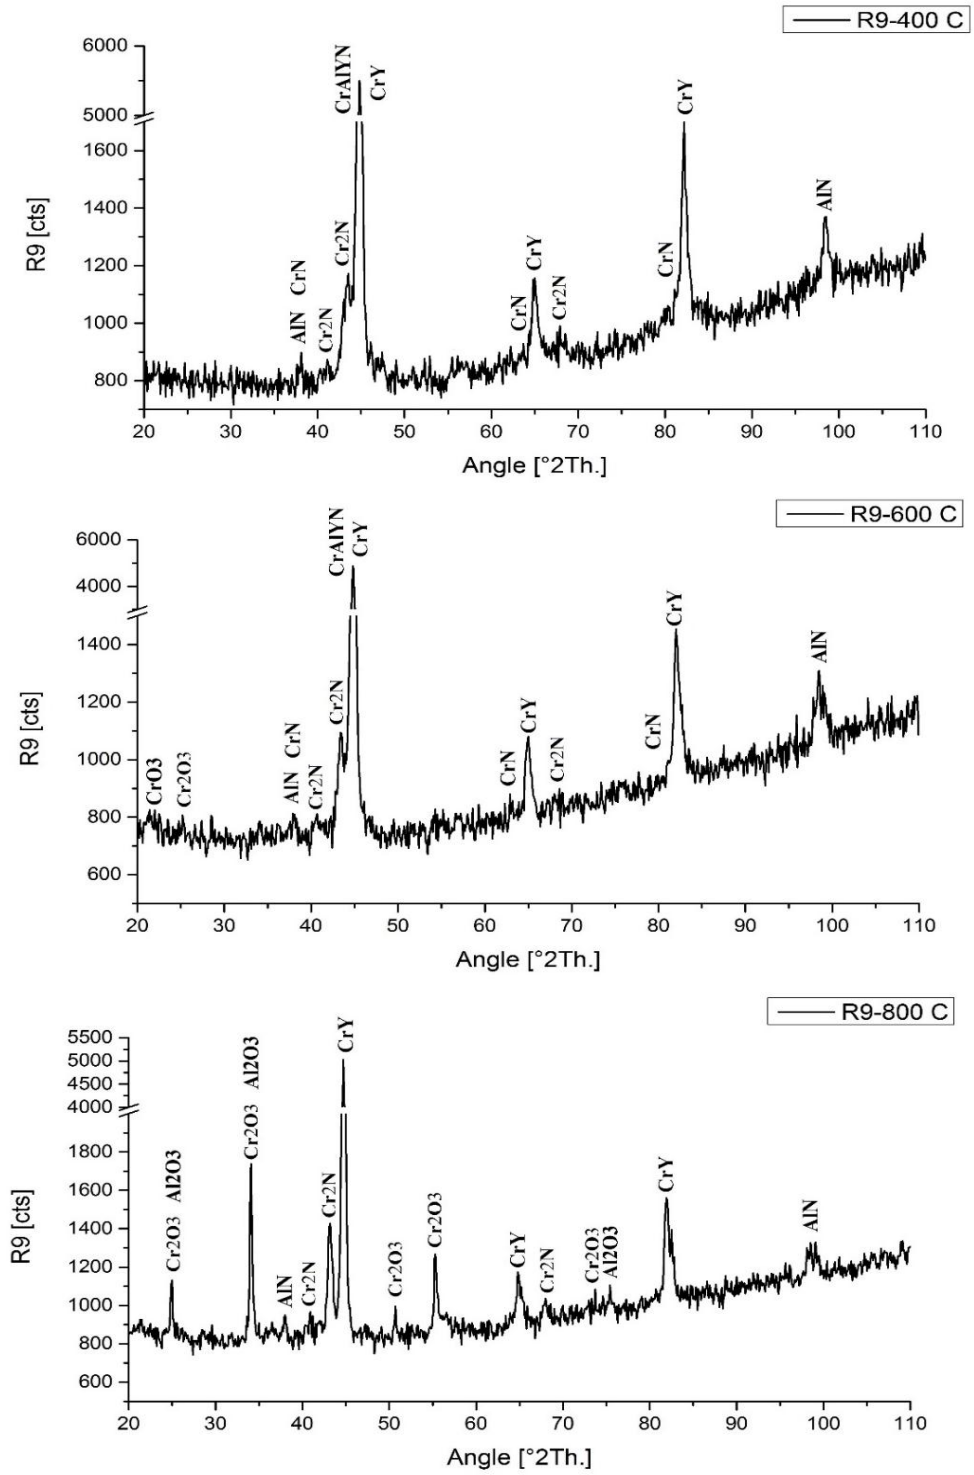 R9-400 C
6000
5000
1600
1400
1200
1000
800
R9 [cts]
AlN CrN
Cr2N
Cr2N
CrAlYN
CrY
CrN
CrY
Cr2N
CrN
CrY
AlN
20 30 40 50 60 70 80 90 100 110
Angle [°2Th.]
R9-600 C
6000
4000
1400
1200
1000
800
600
R9 [cts]
CrO3
Cr2O3
AlN CrN
Cr2N
Cr2N
CrAlYN
CrY
CrN
CrY
Cr2N
CrN
CrY
AlN
20 30 40 50 60 70 80 90 100 110
Angle [°2Th.]
R9-800 C
5500
5000
4500
4000
1800
1600
1400
1200
1000
800
600
R9 [cts]
Cr2O3 Al2O3
Cr2O3 Al2O3
AlN
Cr2N
Cr2N
CrY
Cr2O3
Cr2O3
CrY
Cr2N
Cr2O3
Al2O3
CrY
AlN
20 30 40 50 60 70 80 90 100 110
Angle [°2Th.]